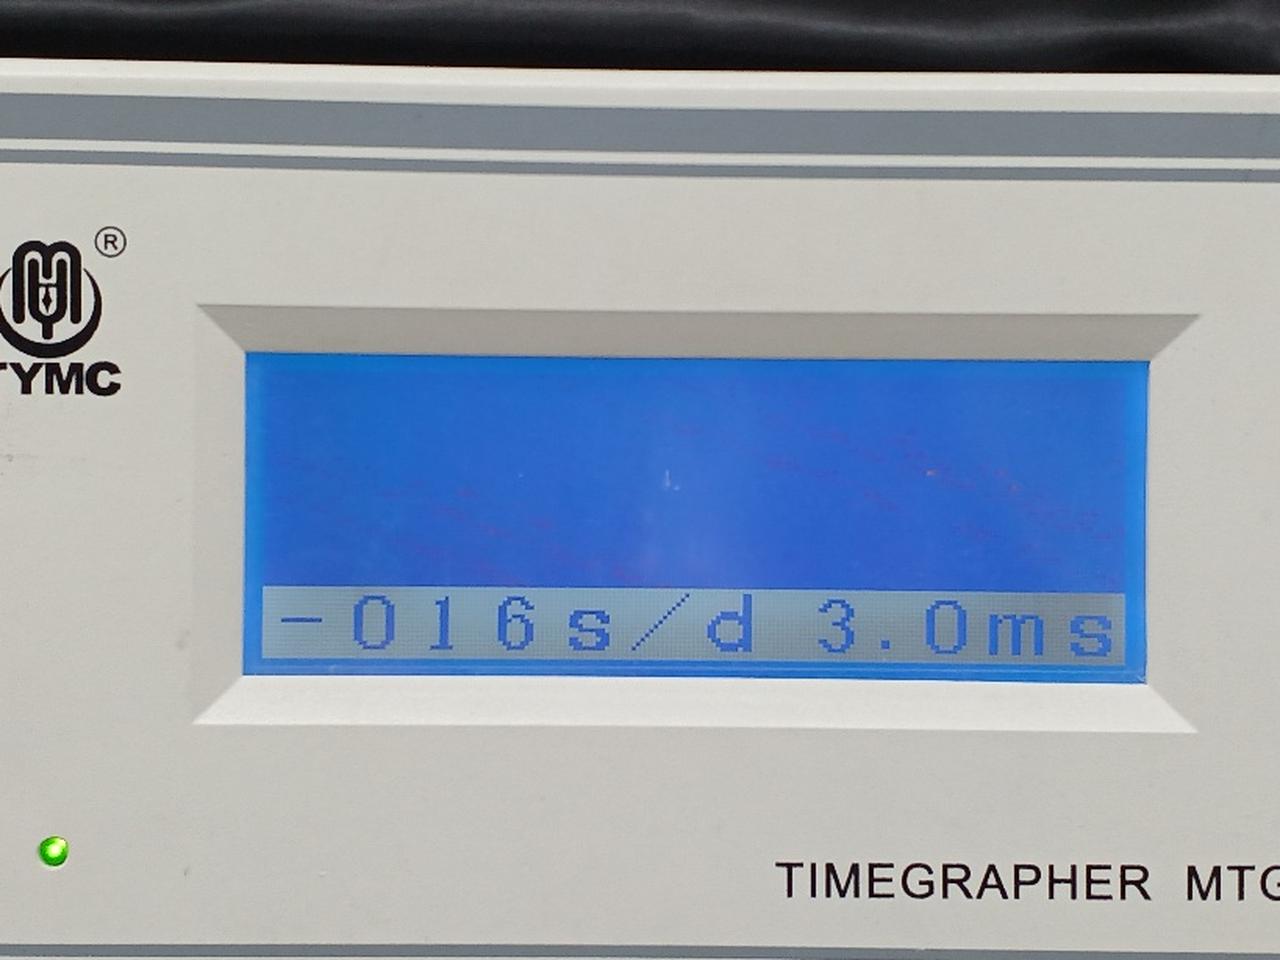 ®
TYMC
-016s/d 3.0ms
TIMEGRAPHER MTG